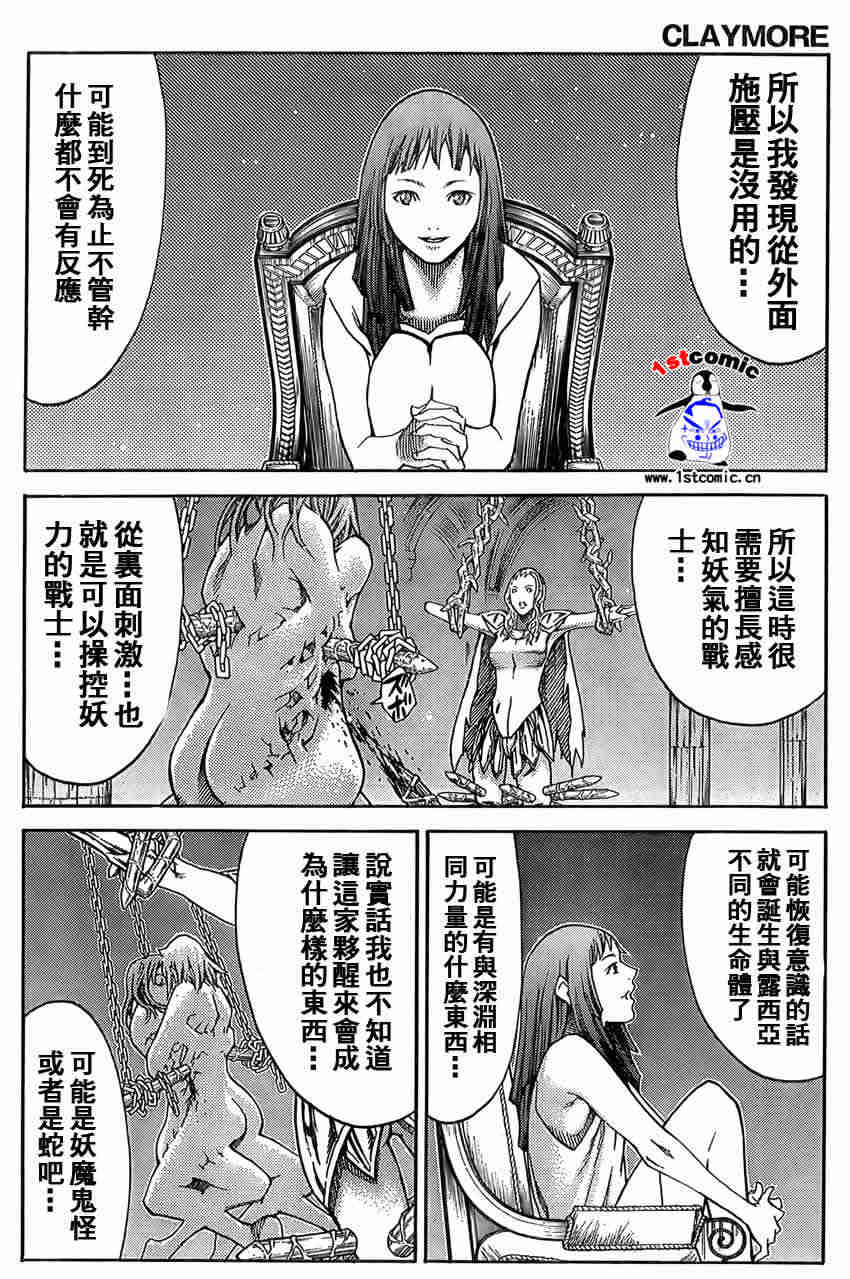 CLAYMORE
所以我發現從外面
施壓是沒用的…
可能到死為止不管幹
什麼都不會有反應
1stcomic
www.1stcomic.cn
所以這時很
需要擅長感
知妖氣的戰
士…
從裏面刺激…也
就是可以操控妖
力的戰士…
ズボ
可能恢復意識的話
就會誕生與露西亞
不同的生命體了
可能是有與深淵相
同力量的什麼東西…
說實話我也不知道
讓這家夥醒來會成
為什麼樣的東西…
可能是妖魔鬼怪
或者是蛇吧…